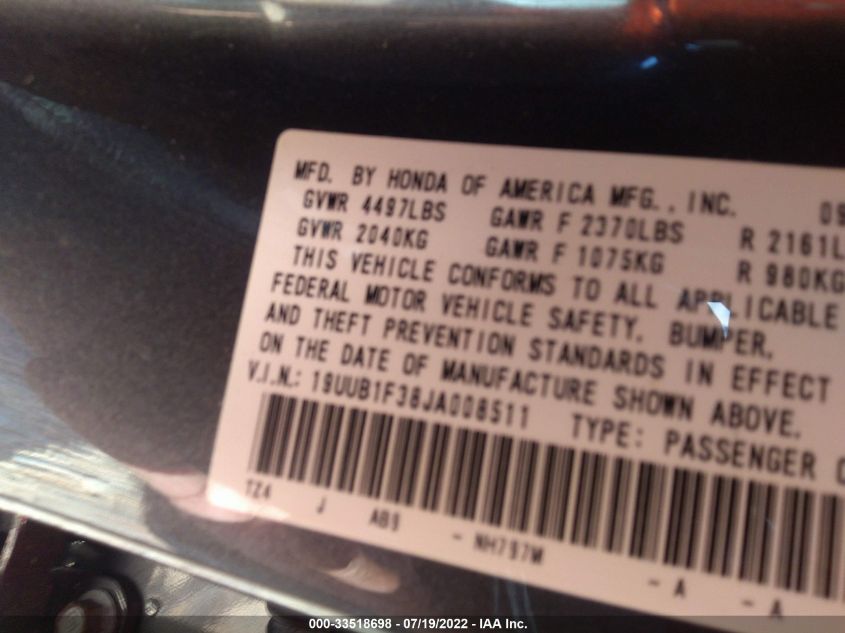 MFD. BY HONDA OF AMERICA MFG., INC. 09
GVWR 4497LBS GAWR F 2370LBS R 2161L
GVWR 2040KG GAWR F 1075KG R 980KG
THIS VEHICLE CONFORMS TO ALL APPLICABLE
FEDERAL MOTOR VEHICLE SAFETY, BUMPER,
AND THEFT PREVENTION STANDARDS IN EFFECT
ON THE DATE OF MANUFACTURE SHOWN ABOVE.
V.I.N.: 19UUB1F38JA008511 TYPE: PASSENGER C
TZ4 J AB9 - NH797M - A - A
000-33518698 - 07/19/2022 - IAA Inc.